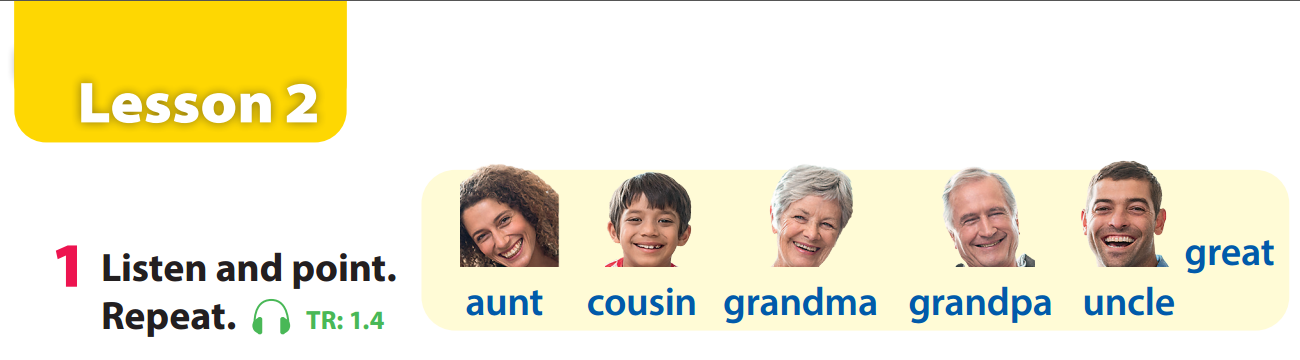 Lesson 2
1 Listen and point.
Repeat. TR: 1.4
great
aunt cousin grandma grandpa uncle